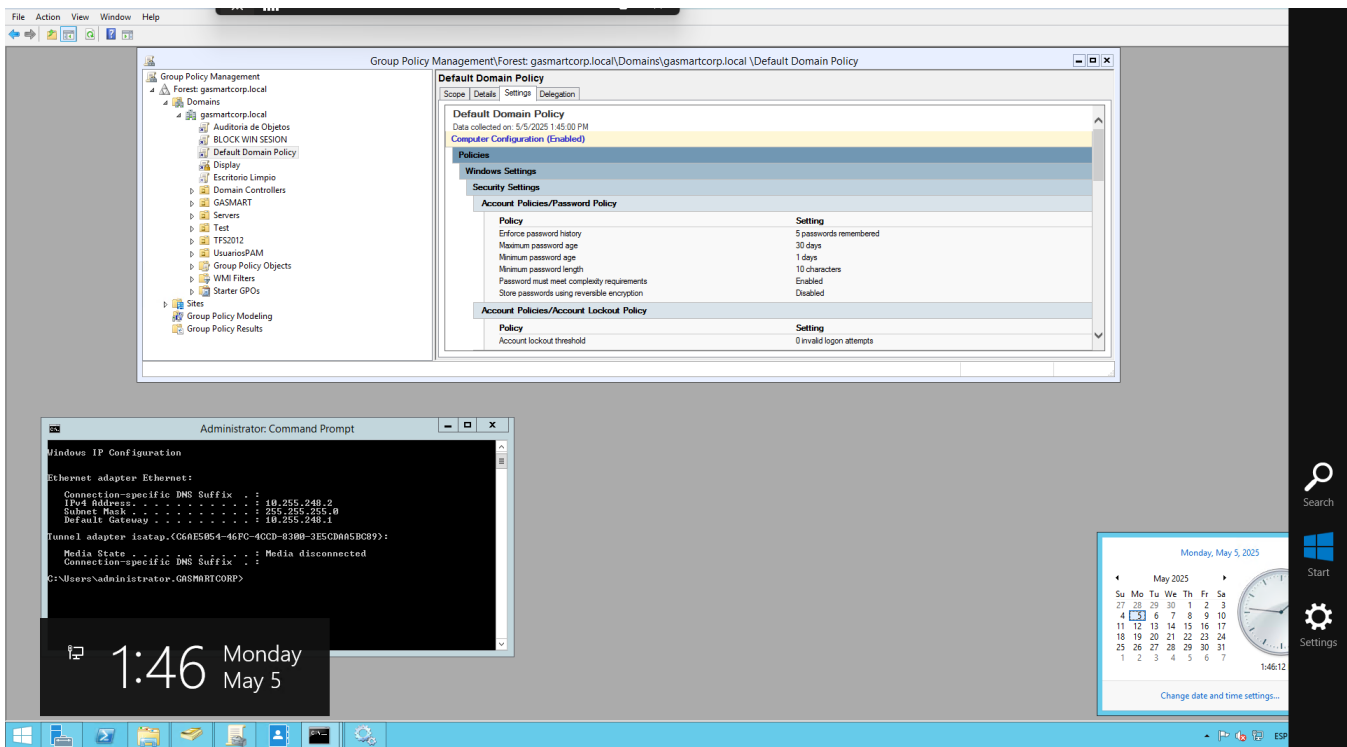 File Action View Window Help
Group Policy Management\Forest: gasmartcorp.local\Domains\gasmartcorp.local \Default Domain Policy
Group Policy Management
Forest: gasmartcorp.local
Domains
gasmartcorp.local
Auditoria de Objetos
BLOCK WIN SESION
Default Domain Policy
Display
Escritorio Limpio
Domain Controllers
GASMART
Servers
Test
TFS2012
UsuariosPAM
Group Policy Objects
WMI Filters
Starter GPOs
Sites
Group Policy Modeling
Group Policy Results
Default Domain Policy
Scope Details Settings Delegation
Default Domain Policy
Data collected on: 5/5/2025 1:45:00 PM
Computer Configuration (Enabled)
Policies
Windows Settings
Security Settings
Account Policies/Password Policy
Policy Setting
Enforce password history 5 passwords remembered
Maximum password age 30 days
Minimum password age 1 days
Minimum password length 10 characters
Password must meet complexity requirements Enabled
Store passwords using reversible encryption Disabled
Account Policies/Account Lockout Policy
Policy Setting
Account lockout threshold 0 invalid logon attempts
Administrator: Command Prompt
Windows IP Configuration
Ethernet adapter Ethernet:
Connection-specific DNS Suffix . :
IPv4 Address. . . . . . . . . . . : 10.255.248.2
Subnet Mask . . . . . . . . . . . : 255.255.255.0
Default Gateway . . . . . . . . . : 10.255.248.1
Tunnel adapter isatap.{C6AE5054-46FC-4CCD-8300-3E5CDAA5BC89}:
Media State . . . . . . . . . . . : Media disconnected
Connection-specific DNS Suffix . :
C:\Users\administrator.GASMARTCORP>
1:46 Monday
May 5
Search
Start
Settings
Monday, May 5, 2025
May 2025
Su Mo Tu We Th Fr Sa
27 28 29 30 1 2 3
4 5 6 7 8 9 10
11 12 13 14 15 16 17
18 19 20 21 22 23 24
25 26 27 28 29 30 31
1 2 3 4 5 6 7
1:46:12
Change date and time settings...
ESP